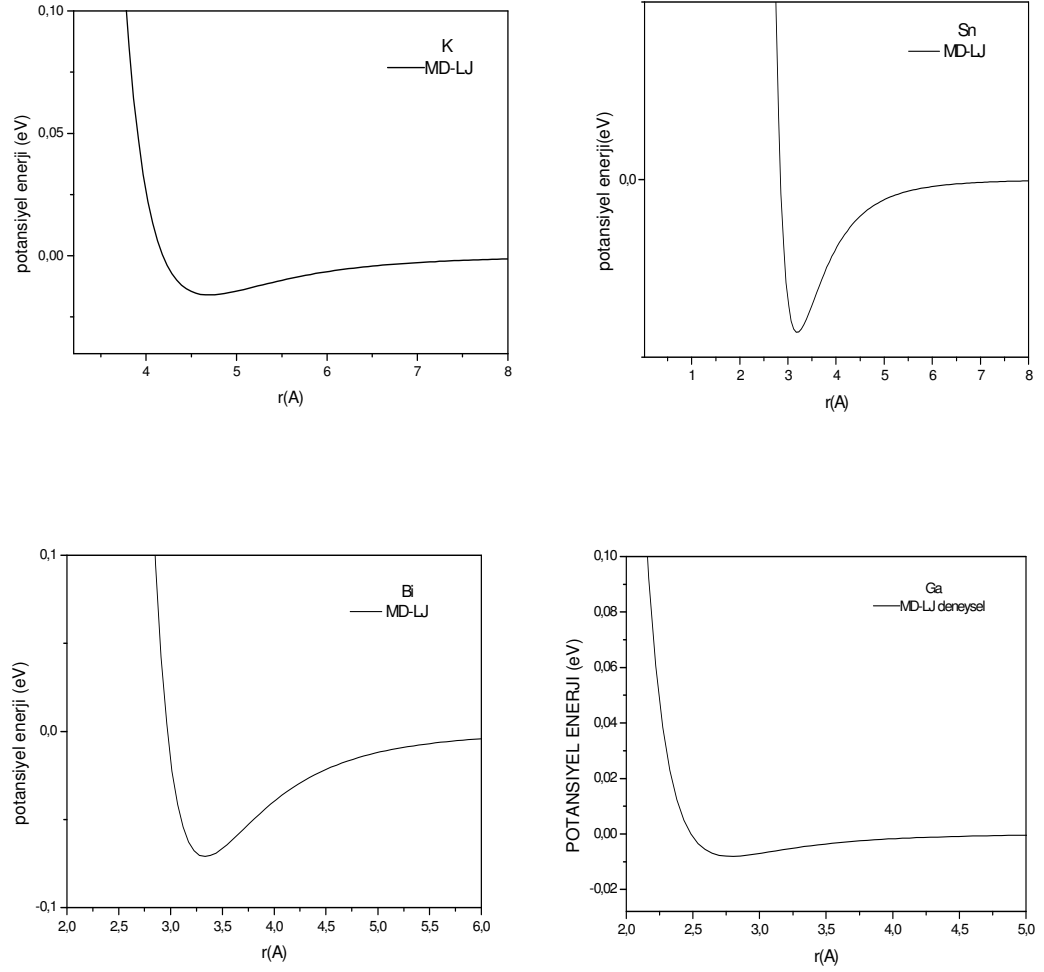 0,10
0,05
0,00
potansiyel enerji (eV)
K
MD-LJ
4 5 6 7 8
r(A)
0,0
potansiyel enerji(eV)
Sn
MD-LJ
1 2 3 4 5 6 7 8
r(A)
0,1
0,0
-0,1
potansiyel enerji (eV)
Bi
MD-LJ
2,0 2,5 3,0 3,5 4,0 4,5 5,0 5,5 6,0
r(A)
0,10
0,08
0,06
0,04
0,02
0,00
-0,02
POTANSIYEL ENERJI (eV)
Ga
MD-LJ deneysel
2,0 2,5 3,0 3,5 4,0 4,5 5,0
r(A)